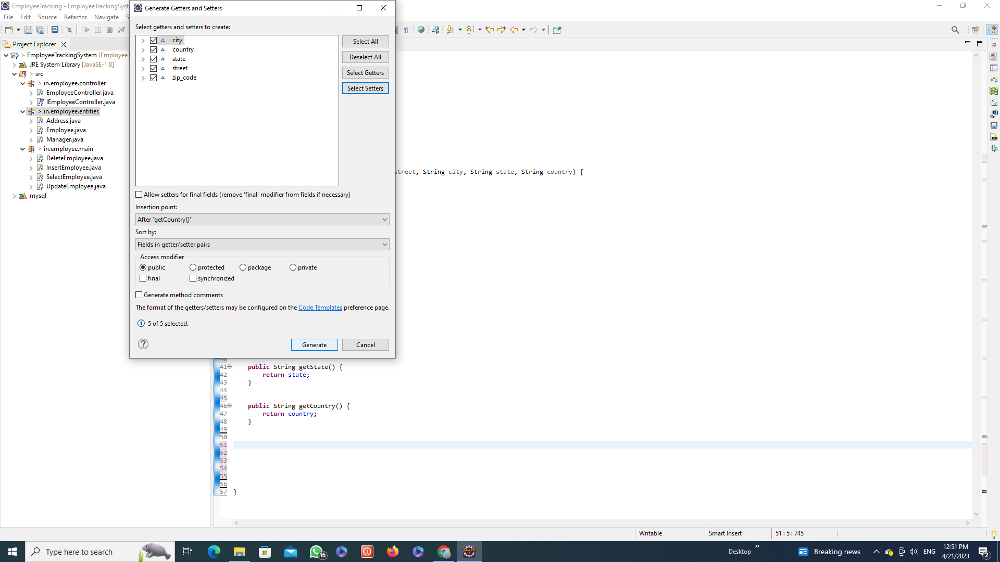 EmployeeTracking - EmployeeTrackingSyst
File Edit Source Refactor Navigate S
Project Explorer
> EmployeeTrackingSystem [EmployeeT
JRE System Library [JavaSE-1.8]
> src
> in.employee.controller
EmployeeController.java
IEmployeeController.java
> in.employee.entities
Address.java
Employee.java
Manager.java
> in.employee.main
DeleteEmployee.java
InsertEmployee.java
SelectEmployee.java
UpdateEmployee.java
mysql
Generate Getters and Setters
Select getters and setters to create:
city
country
state
street
zip_code
Select All
Deselect All
Select Getters
Select Setters
Allow setters for final fields (remove 'final' modifier from fields if necessary)
Insertion point:
After 'getCountry()'
Sort by:
Fields in getter/setter pairs
Access modifier
public protected package private
final synchronized
Generate method comments
The format of the getters/setters may be configured on the Code Templates preference page.
5 of 5 selected.
Generate Cancel
street, String city, String state, String country) {
40
41 public String getState() {
42 return state;
43 }
44
45
46 public String getCountry() {
47 return country;
48 }
49
50
51
52
53
54
55
56
57 }
Writable Smart Insert 51 : 5 : 745
Type here to search
16
Desktop
Breaking news
ENG
12:51 PM
4/21/2023
2